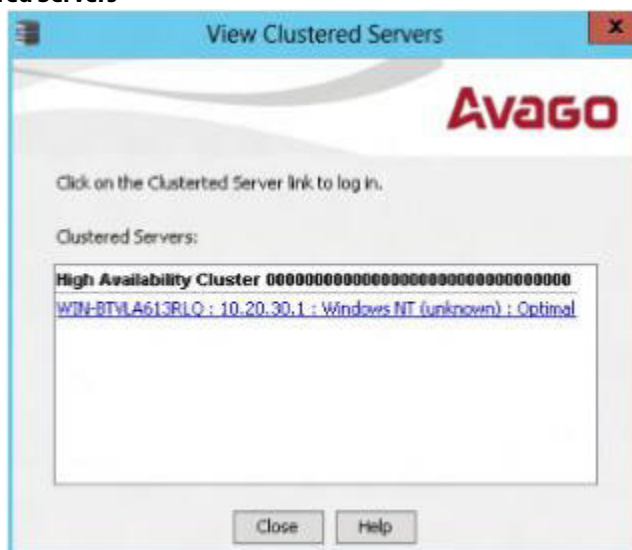 View Clustered Servers
x
Avago
Click on the Clusterted Server link to log in.
Clustered Servers:
High Availability Cluster 00000000000000000000000000000000
WIN-BTVLA613RLO : 10.20.30.1 : Windows NT (unknown) : Optimal
Close Help